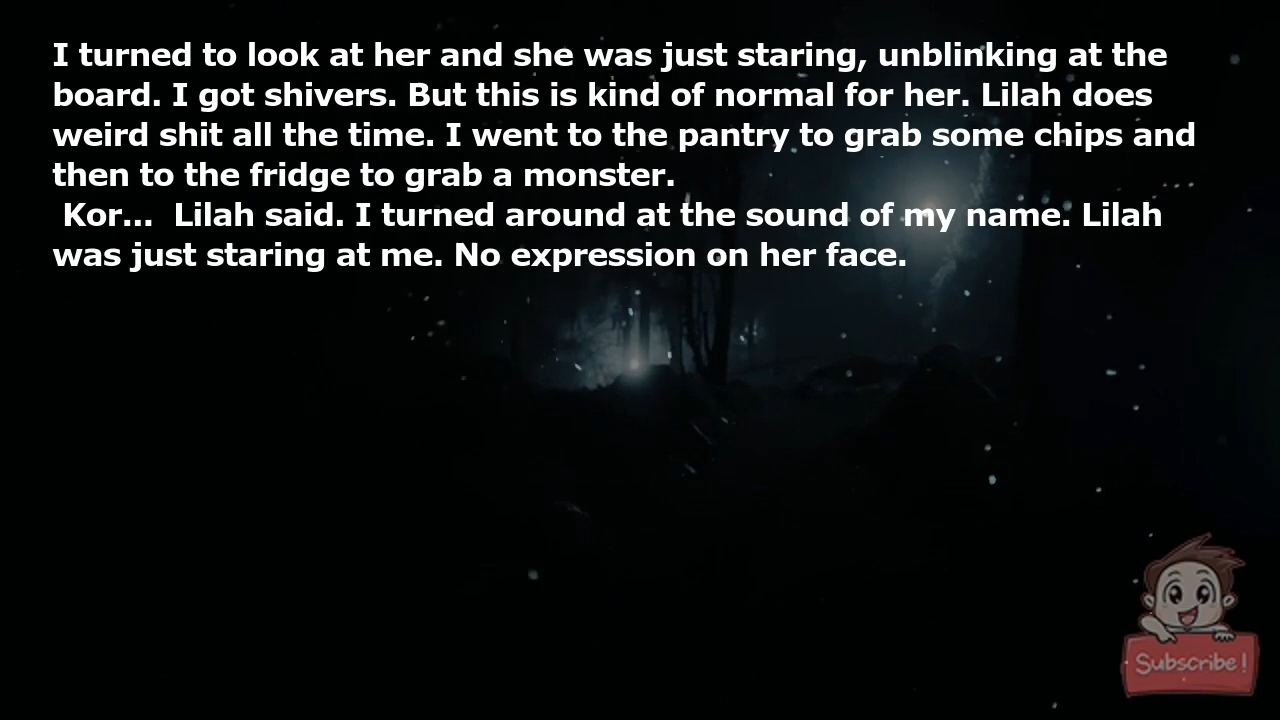 I turned to look at her and she was just staring, unblinking at the
board. I got shivers. But this is kind of normal for her. Lilah does
weird shit all the time. I went to the pantry to grab some chips and
then to the fridge to grab a monster.
Kor... Lilah said. I turned around at the sound of my name. Lilah
was just staring at me. No expression on her face.
Subscribe!